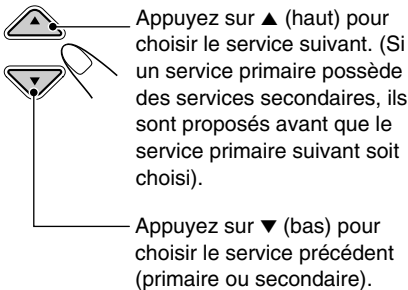 Appuyez sur ▲ (haut) pour
choisir le service suivant. (Si
un service primaire possède
des services secondaires, ils
sont proposés avant que le
service primaire suivant soit
choisi).
Appuyez sur ▼ (bas) pour
choisir le service précédent
(primaire ou secondaire).